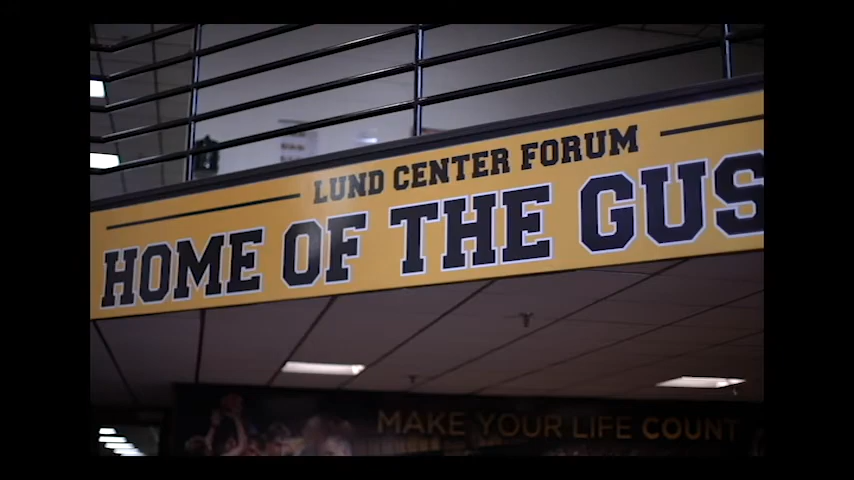 LUND CENTER FORUM
HOME OF THE GUS
MAKE YOUR LIFE COUNT